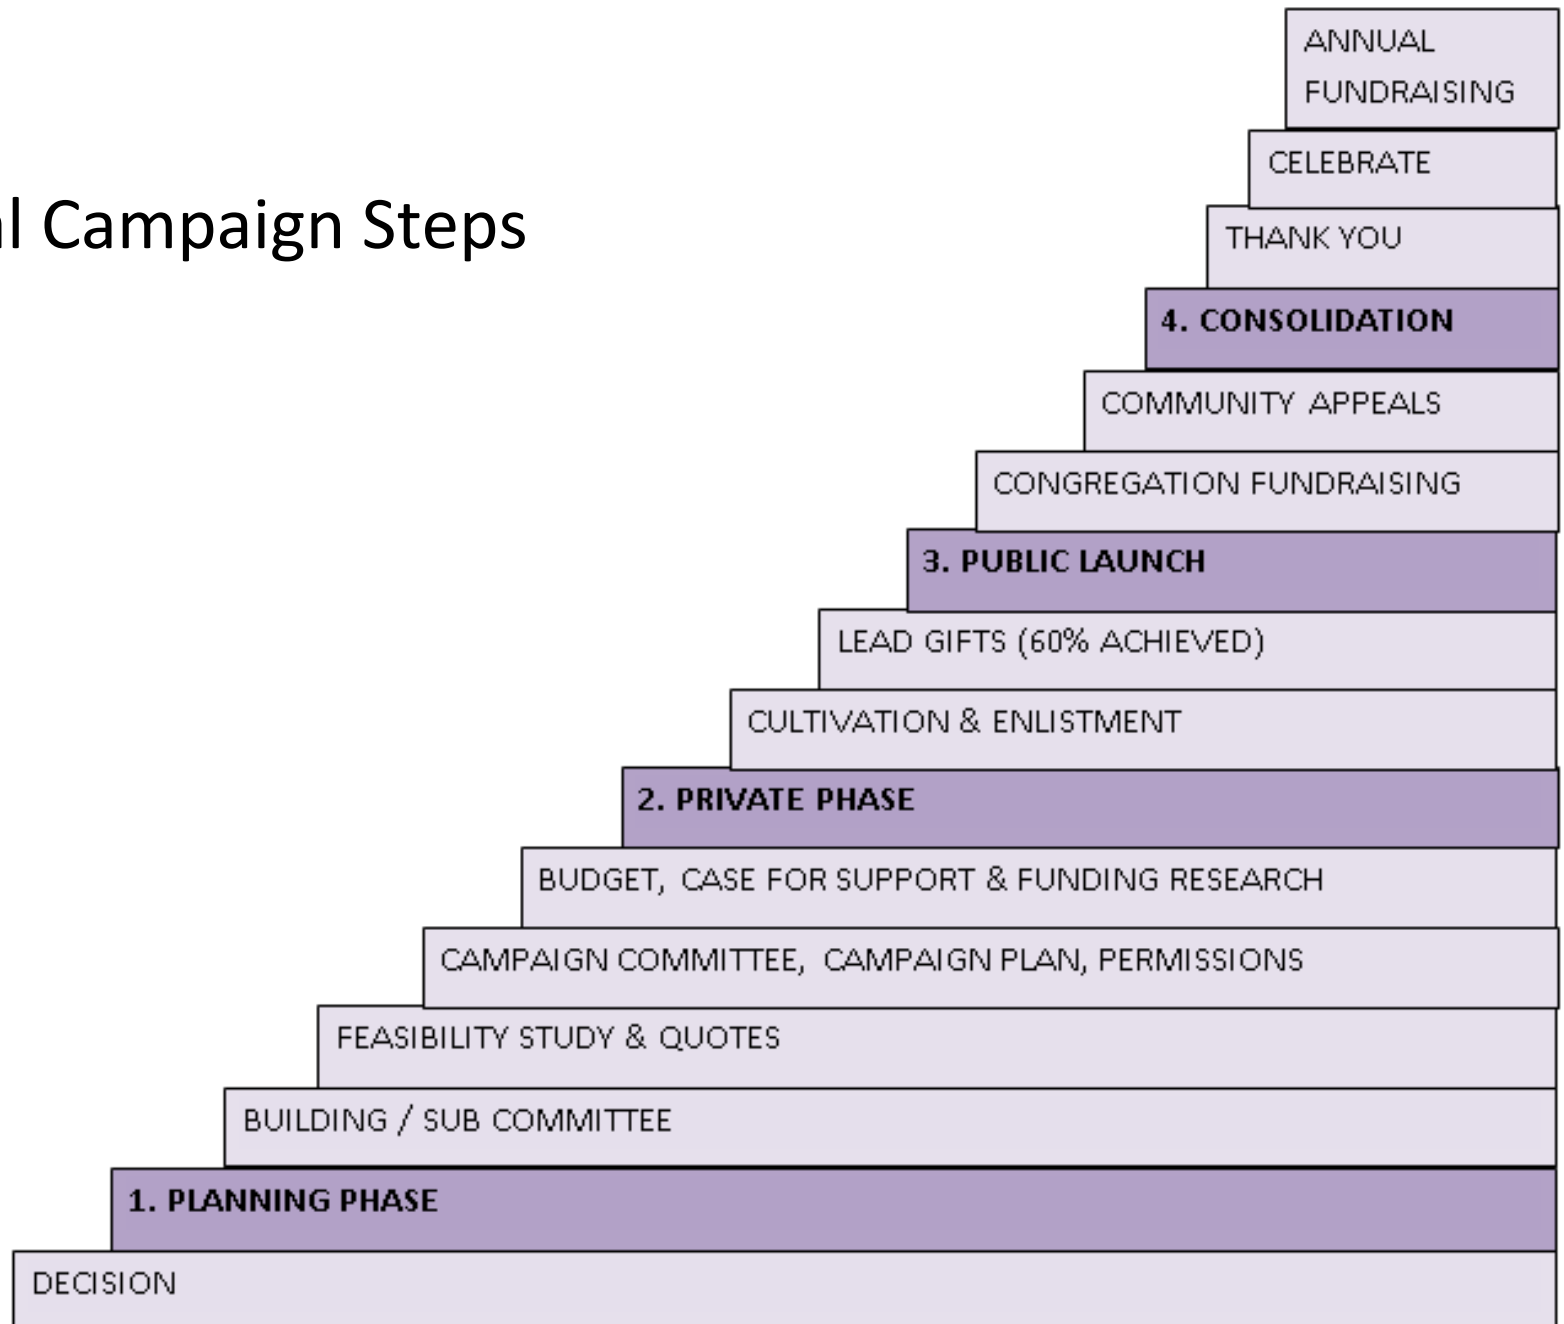 ANNUAL
FUNDRAISING
CELEBRATE
l Campaign Steps
THANK YOU
4. CONSOLIDATION
COMMUNITY APPEALS
CONGREGATION FUNDRAISING
3. PUBLIC LAUNCH
LEAD GIFTS (60% ACHIEVED)
CULTIVATION & ENLISTMENT
2. PRIVATE PHASE
BUDGET, CASE FOR SUPPORT & FUNDING RESEARCH
CAMPAIGN COMMITTEE, CAMPAIGN PLAN, PERMISSIONS
FEASIBILITY STUDY & QUOTES
BUILDING / SUB COMMITTEE
1. PLANNING PHASE
DECISION